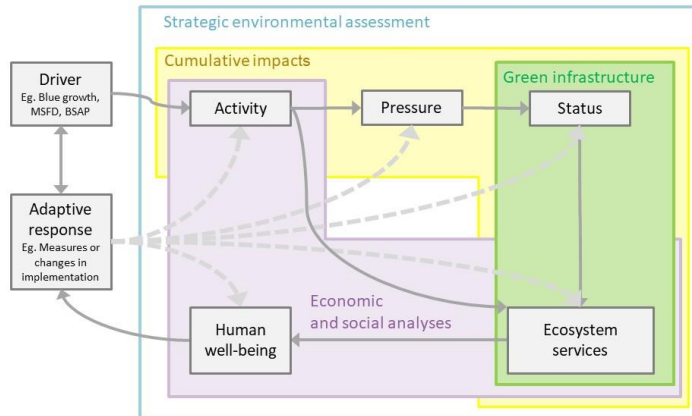 Strategic environmental assessment
Cumulative impacts
Green infrastructure
Driver
Eg. Blue growth,
MSFD, BSAP
Activity
Pressure
Status
Adaptive
response
Eg. Measures or
changes in
implementation
Economic
and social analyses
Human
well-being
Ecosystem
services